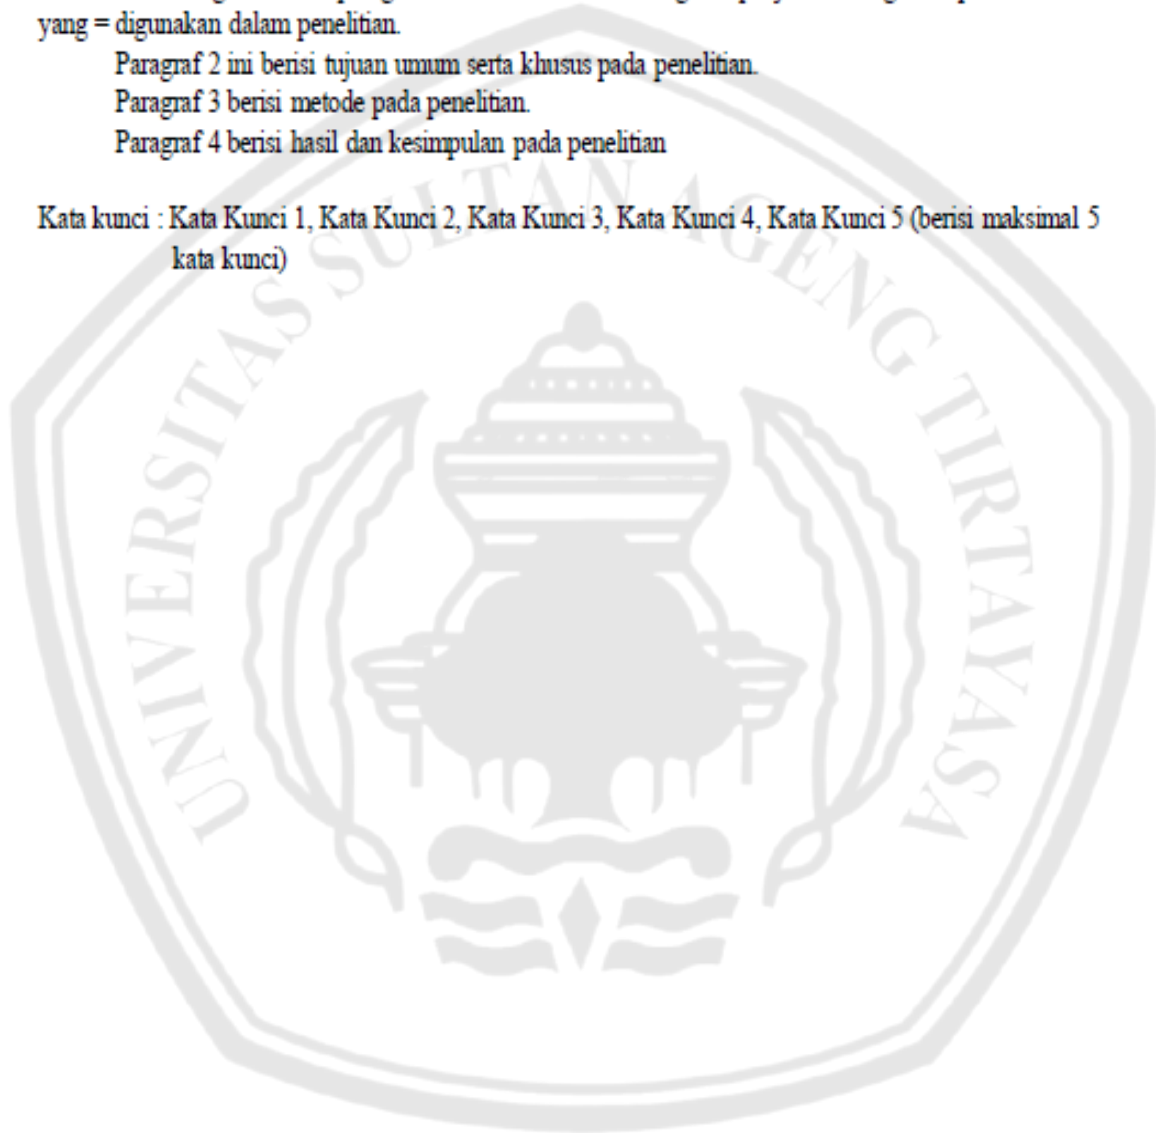 yang = digunakan dalam penelitian.
Paragraf 2 ini berisi tujuan umum serta khusus pada penelitian.
Paragraf 3 berisi metode pada penelitian.
Paragraf 4 berisi hasil dan kesimpulan pada penelitian
Kata kunci : Kata Kunci 1, Kata Kunci 2, Kata Kunci 3, Kata Kunci 4, Kata Kunci 5 (berisi maksimal 5
kata kunci)
UNIVERSITAS SULTAN AGENG TIRTAYASA